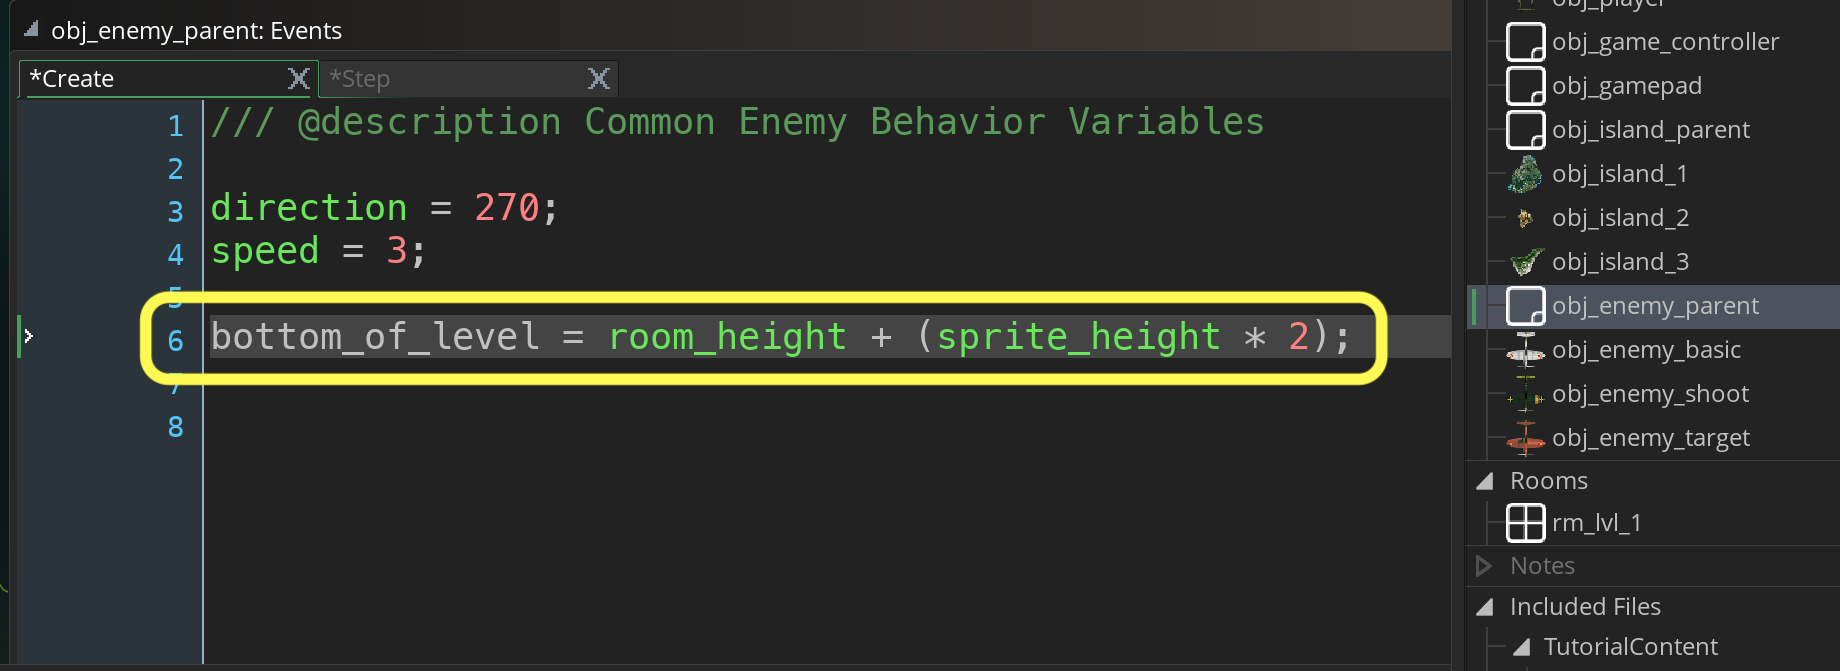 obj_enemy_parent: Events
*Create
*Step
1 /// @description Common Enemy Behavior Variables
2
3 direction = 270;
4 speed = 3;
5
6 bottom_of_level = room_height + (sprite_height * 2);
7
8
obj_player
obj_game_controller
obj_gamepad
obj_island_parent
obj_island_1
obj_island_2
obj_island_3
obj_enemy_parent
obj_enemy_basic
obj_enemy_shoot
obj_enemy_target
Rooms
rm_lvl_1
Notes
Included Files
TutorialContent